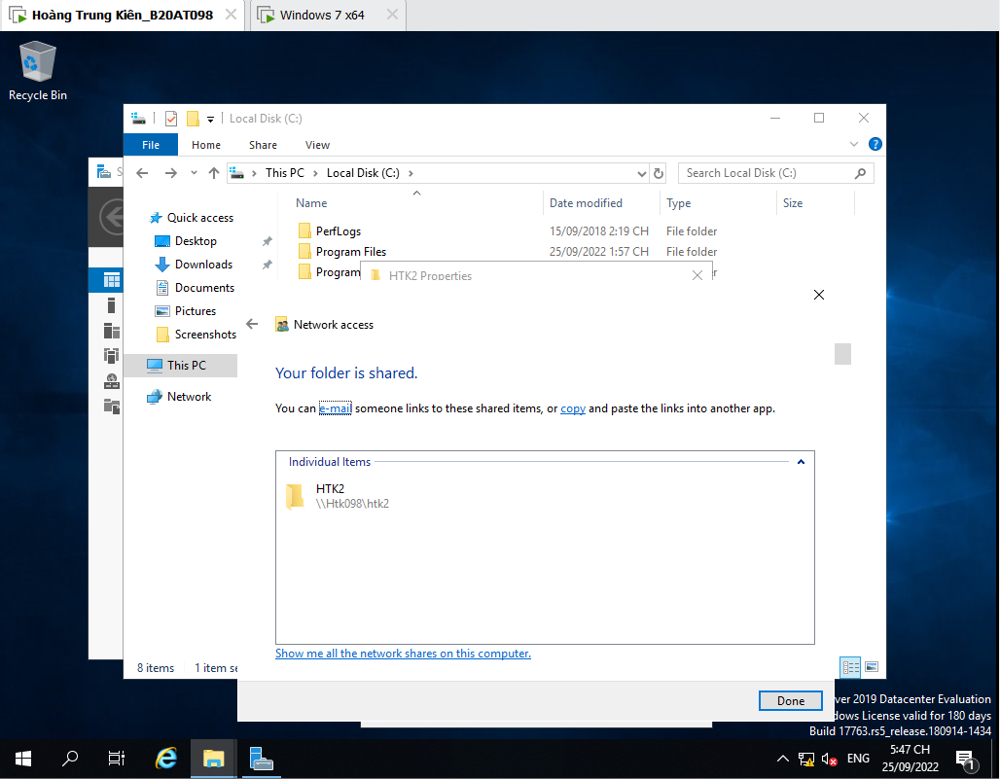 Hoàng Trung Kiên_B20AT098
Windows 7 x64
Recycle Bin
Local Disk (C:)
File
Home
Share
View
S
This PC
Local Disk (C:)
Search Local Disk (C:)
Name
Date modified
Type
Size
Quick access
Desktop
Downloads
Documents
Pictures
Screenshots
This PC
Network
PerfLogs
15/09/2018 2:19 CH
File folder
Program Files
25/09/2022 1:57 CH
File folder
Program
r
HTK2 Properties
Network access
Your folder is shared.
You can e-mail someone links to these shared items, or copy and paste the links into another app.
Individual Items
HTK2
\\Htk098\htk2
Show me all the network shares on this computer.
8 items
1 item se
Done
ver 2019 Datacenter Evaluation
dows License valid for 180 days
Build 17763.rs5_release.180914-1434
ENG
5:47 CH
25/09/2022
1